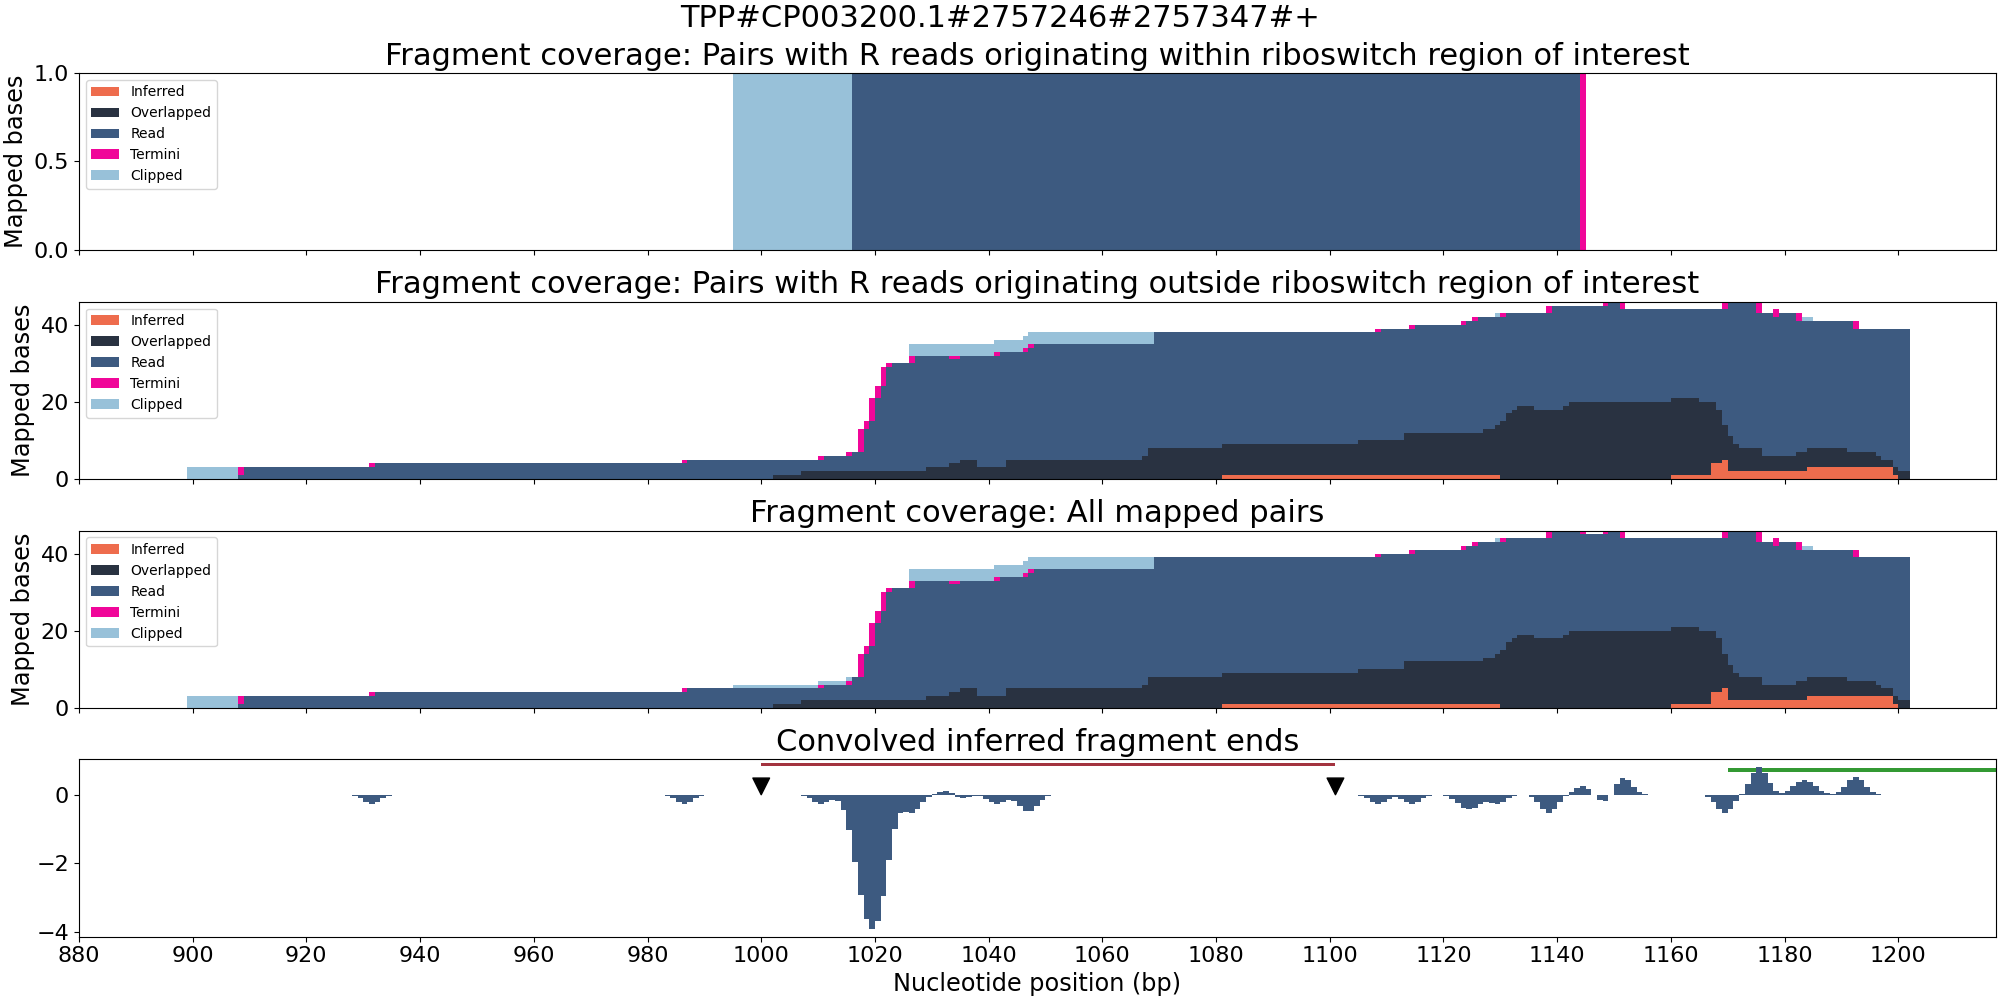 TPP#CP003200.1#2757246#2757347#+
Fragment coverage: Pairs with R reads originating within riboswitch region of interest
Mapped bases
1.0
0.5
0.0
Inferred
Overlapped
Read
Termini
Clipped
Fragment coverage: Pairs with R reads originating outside riboswitch region of interest
Mapped bases
40
20
0
Inferred
Overlapped
Read
Termini
Clipped
Fragment coverage: All mapped pairs
Mapped bases
40
20
0
Inferred
Overlapped
Read
Termini
Clipped
Convolved inferred fragment ends
0
−2
−4
880 900 920 940 960 980 1000 1020 1040 1060 1080 1100 1120 1140 1160 1180 1200
Nucleotide position (bp)